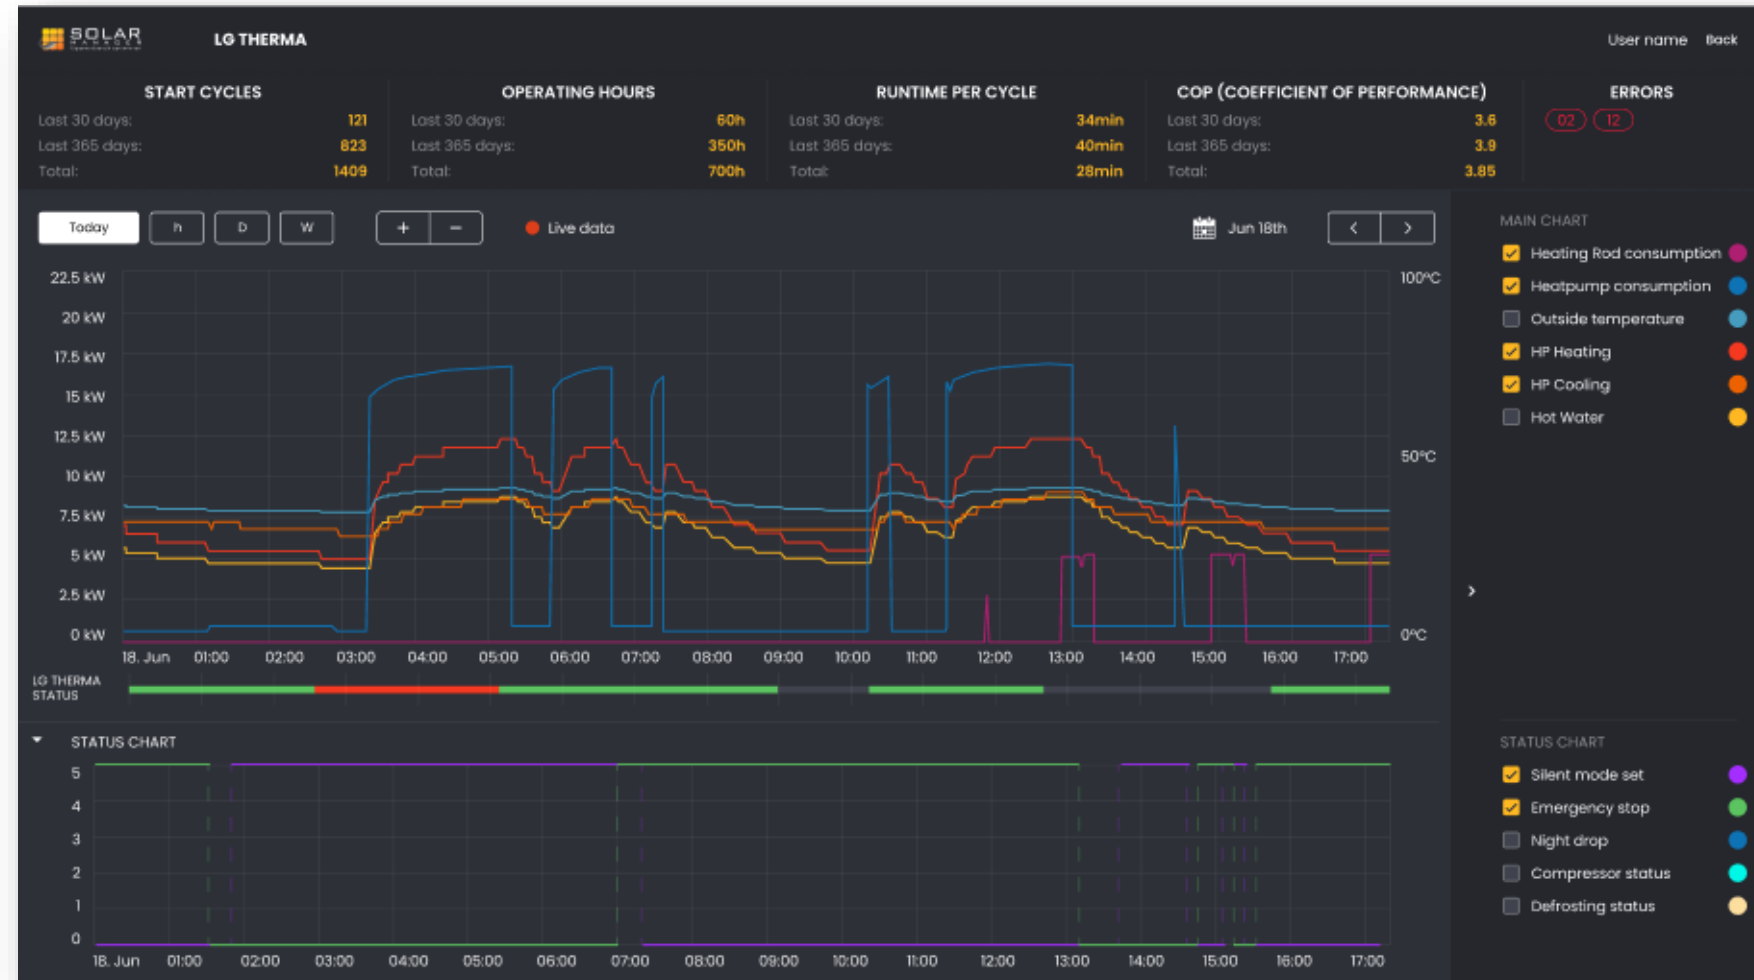 SOLAR
LG THERMA
User name Back
START CYCLES
Last 30 days: 121
Last 365 days: 823
Total: 1409
OPERATING HOURS
Last 30 days: 60h
Last 365 days: 350h
Total: 700h
RUNTIME PER CYCLE
Last 30 days: 34min
Last 365 days: 40min
Total: 28min
COP (COEFFICIENT OF PERFORMANCE)
Last 30 days: 3.6
Last 365 days: 3.9
Total: 3.85
ERRORS
02 12
Today h D W + − Live data Jun 18th < >
22.5 kW
20 kW
17.5 kW
15 kW
12.5 kW
10 kW
7.5 kW
5 kW
2.5 kW
0 kW
100°C
50°C
0°C
18. Jun 01:00 02:00 03:00 04:00 05:00 06:00 07:00 08:00 09:00 10:00 11:00 12:00 13:00 14:00 15:00 16:00 17:00
LG THERMA
STATUS
MAIN CHART
Heating Rod consumption
Heatpump consumption
Outside temperature
HP Heating
HP Cooling
Hot Water
STATUS CHART
5
4
3
2
1
0
18. Jun 01:00 02:00 03:00 04:00 05:00 06:00 07:00 08:00 09:00 10:00 11:00 12:00 13:00 14:00 15:00 16:00 17:00
STATUS CHART
Silent mode set
Emergency stop
Night drop
Compressor status
Defrosting status